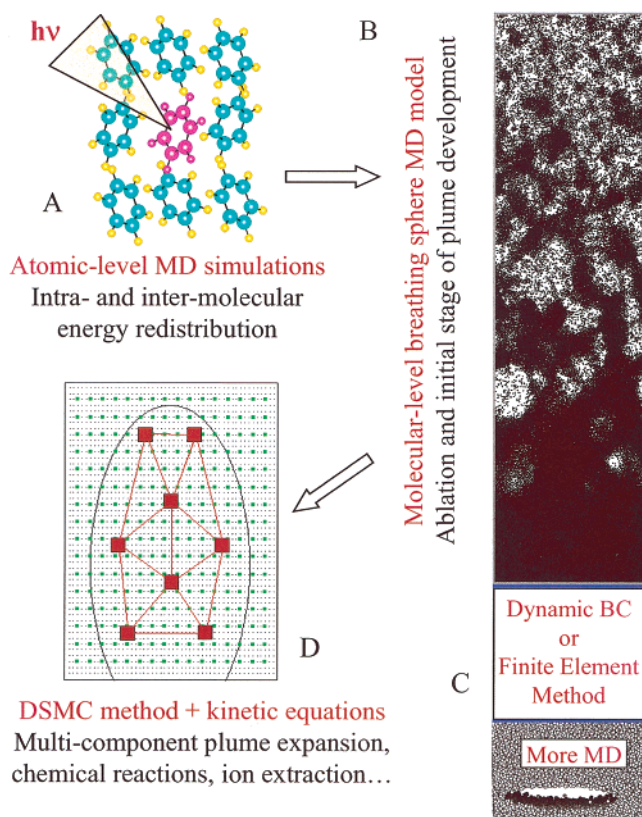 hν
A
Atomic-level MD simulations
Intra- and inter-molecular
energy redistribution
B
Molecular-level breathing sphere MD model
Ablation and initial stage of plume development
C
Dynamic BC
or
Finite Element
Method
More MD
D
DSMC method + kinetic equations
Multi-component plume expansion,
chemical reactions, ion extraction…